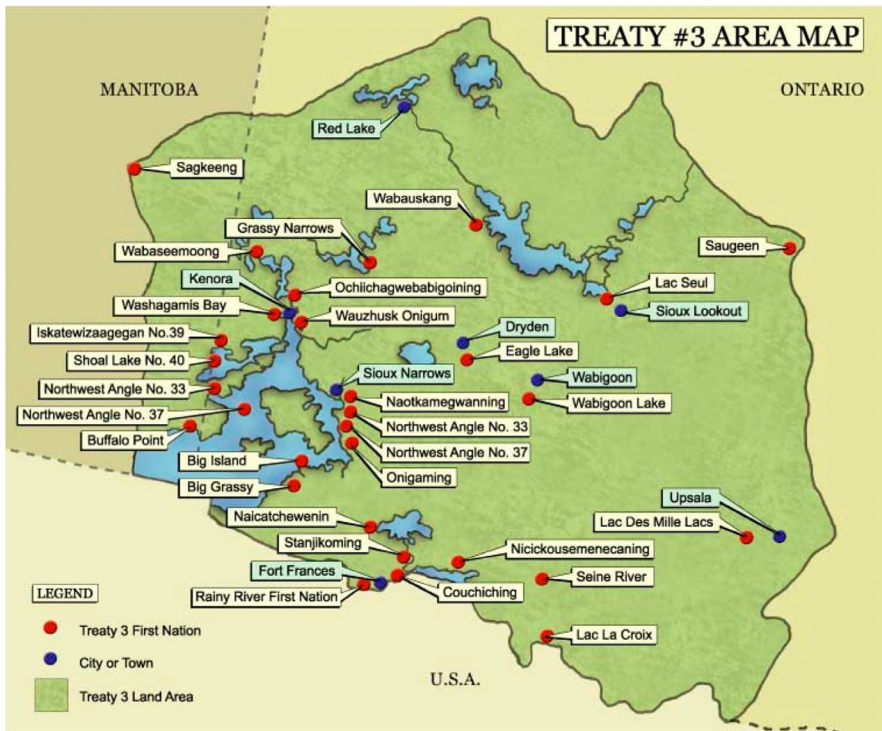 TREATY #3 AREA MAP
MANITOBA
ONTARIO
Red Lake
Sagkeeng
Wabauskang
Grassy Narrows
Saugeen
Wabaseemoong
Kenora
Ochiichagwebabigoining
Lac Seul
Washagamis Bay
Wauzhusk Onigum
Sioux Lookout
Iskatewizaagegan No.39
Dryden
Shoal Lake No. 40
Eagle Lake
Sioux Narrows
Wabigoon
Northwest Angle No. 33
Naotkamegwanning
Wabigoon Lake
Northwest Angle No. 37
Northwest Angle No. 33
Buffalo Point
Northwest Angle No. 37
Big Island
Onigaming
Big Grassy
Upsala
Naicatchewenin
Lac Des Mille Lacs
Stanjikoming
Nicickousemenecaning
Fort Frances
Seine River
Rainy River First Nation
Couchiching
LEGEND
Treaty 3 First Nation
Lac La Croix
City or Town
U.S.A.
Treaty 3 Land Area